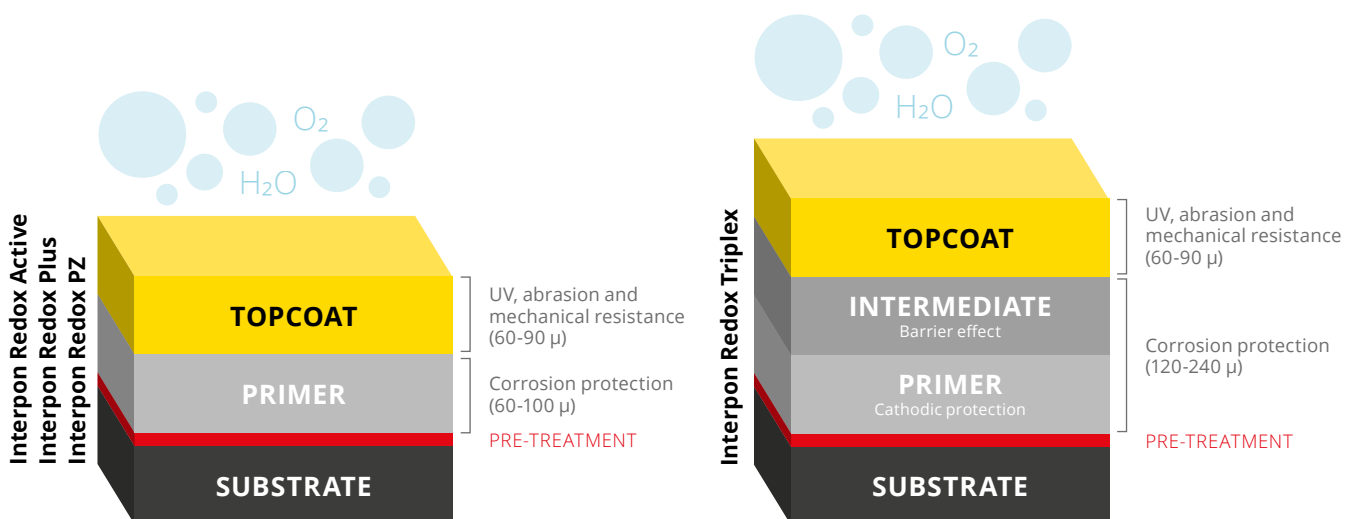 Interpon Redox Active
Interpon Redox Plus
Interpon Redox PZ
O₂
H₂O
TOPCOAT
UV, abrasion and
mechanical resistance
(60-90 µ)
PRIMER
Corrosion protection
(60-100 µ)
PRE-TREATMENT
SUBSTRATE
Interpon Redox Triplex
O₂
H₂O
TOPCOAT
UV, abrasion and
mechanical resistance
(60-90 µ)
INTERMEDIATE
Barrier effect
PRIMER
Cathodic protection
Corrosion protection
(120-240 µ)
PRE-TREATMENT
SUBSTRATE